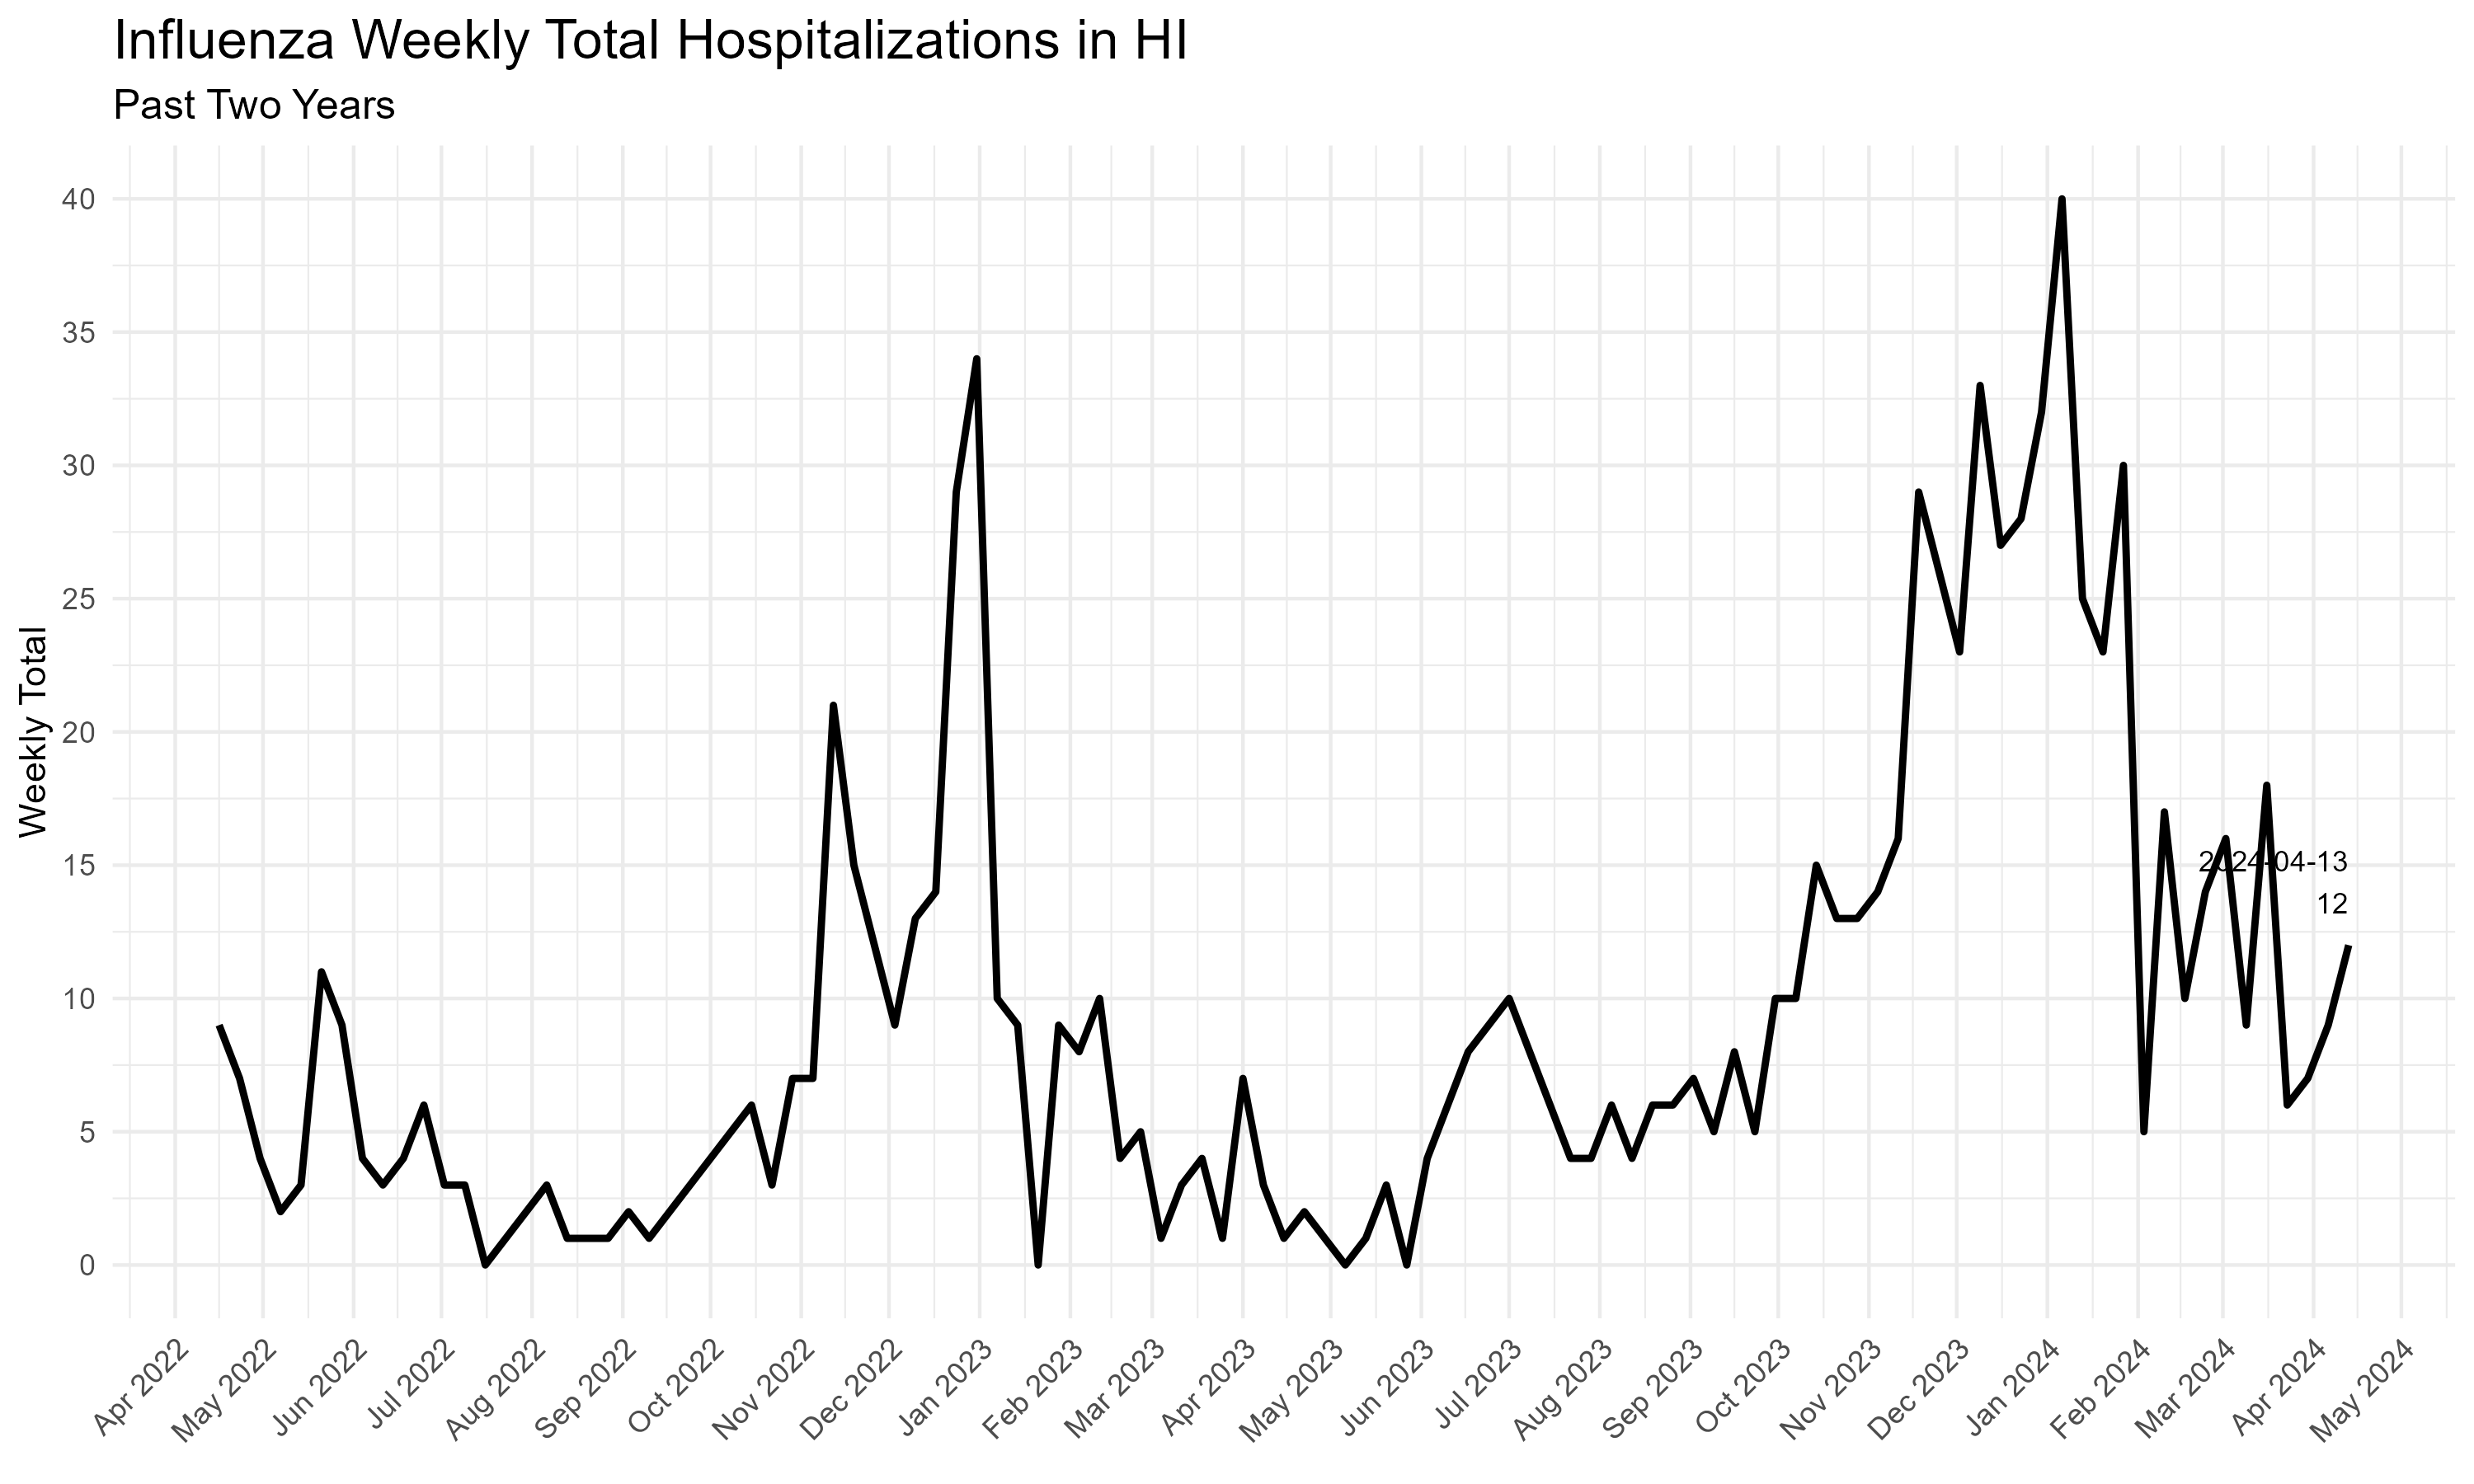 Influenza Weekly Total Hospitalizations in HI
Past Two Years
Weekly Total
40
35
30
25
20
15
10
5
0
2024-04-13
12
Apr 2022
May 2022
Jun 2022
Jul 2022
Aug 2022
Sep 2022
Oct 2022
Nov 2022
Dec 2022
Jan 2023
Feb 2023
Mar 2023
Apr 2023
May 2023
Jun 2023
Jul 2023
Aug 2023
Sep 2023
Oct 2023
Nov 2023
Dec 2023
Jan 2024
Feb 2024
Mar 2024
Apr 2024
May 2024